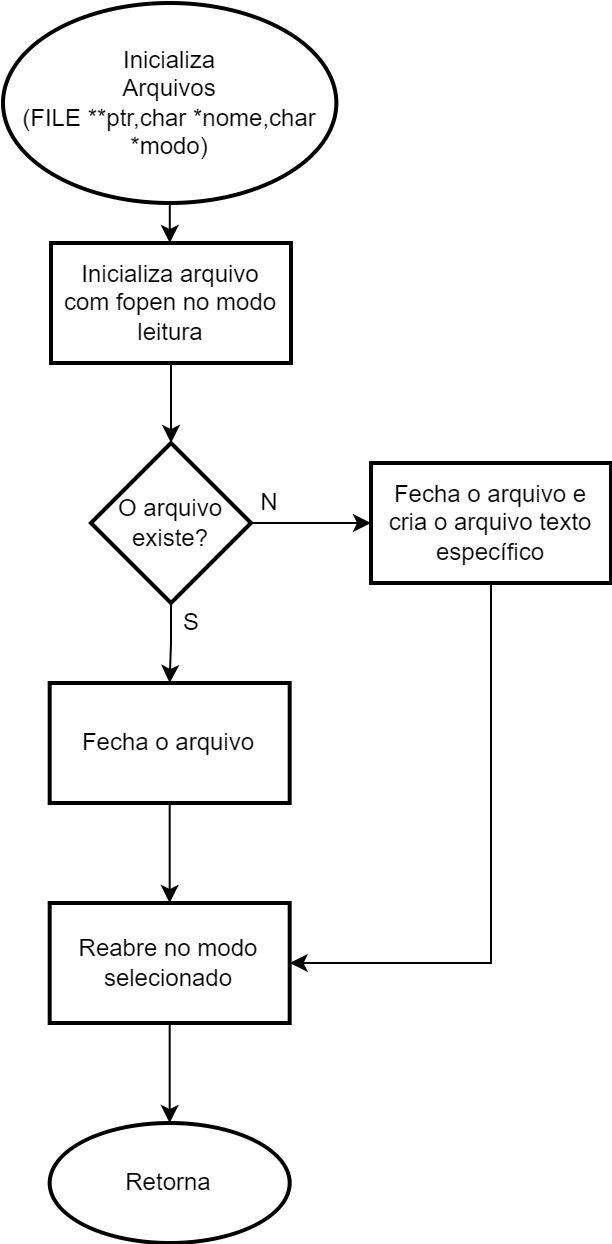 Inicializa
Arquivos
(FILE **ptr,char *nome,char
*modo)
Inicializa arquivo
com fopen no modo
leitura
O arquivo
existe?
N
Fecha o arquivo e
cria o arquivo texto
específico
S
Fecha o arquivo
Reabre no modo
selecionado
Retorna